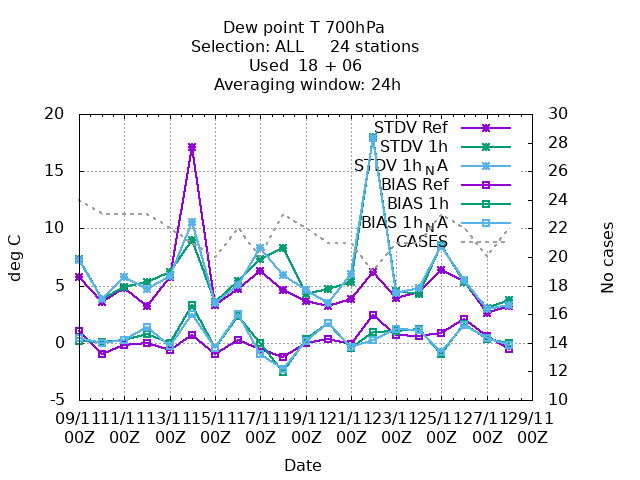 Dew point T 700hPa
Selection: ALL     24 stations
Used  18 + 06
Averaging window: 24h
20
15
10
5
0
-5
30
28
26
24
22
20
18
16
14
12
10
STDV Ref
STDV 1h
STDV 1h_NA
BIAS Ref
BIAS 1h
BIAS 1h_NA
CASES
deg C
No cases
09/11 11/11 13/11 15/11 17/11 19/11 21/11 23/11 25/11 27/11 29/11
00Z 00Z 00Z 00Z 00Z 00Z 00Z 00Z 00Z 00Z 00Z
Date